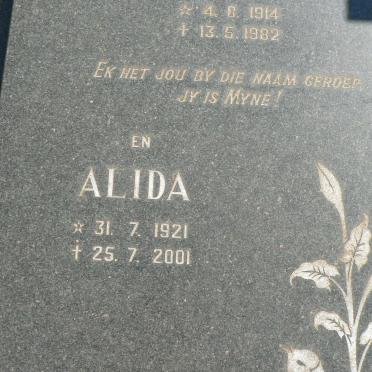 ☆ 4. 6. 1914
† 13. 5. 1982
EK HET JOU BY DIE NAAM GEROEP
JY IS MYNE!
EN
ALIDA
☆ 31. 7. 1921
† 25. 7. 2001